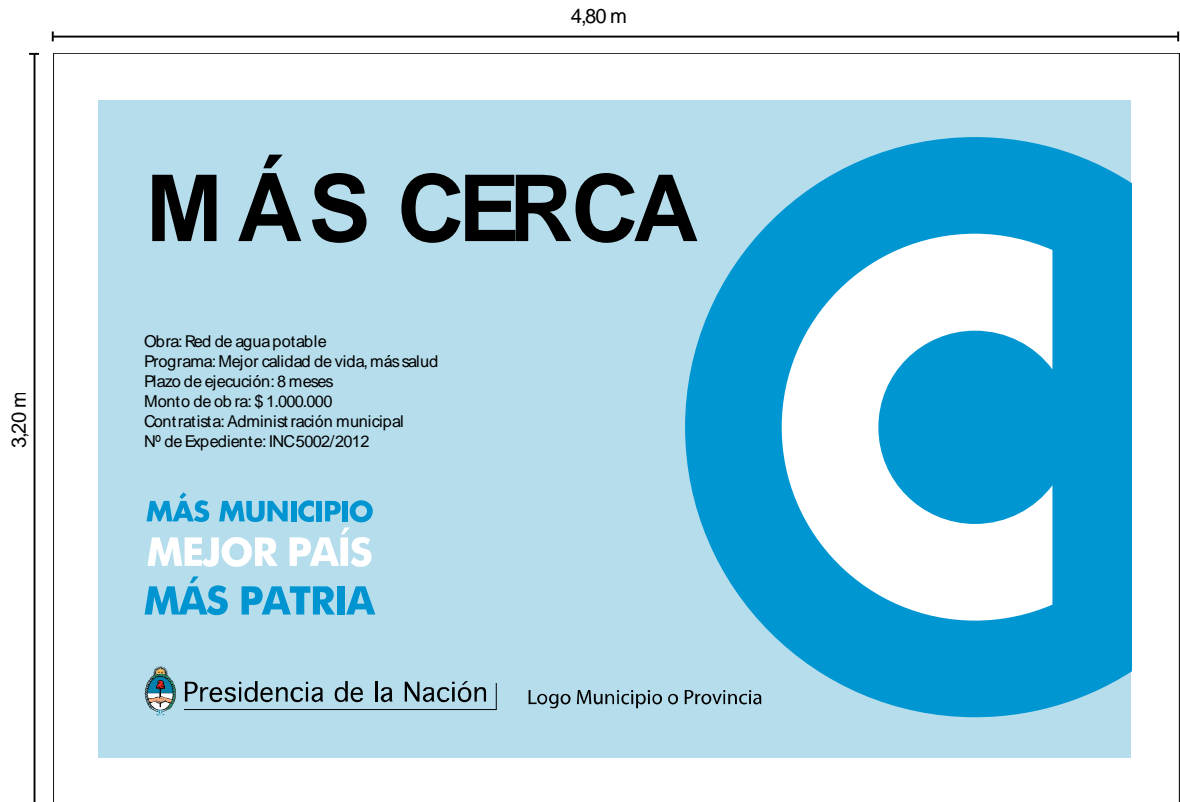 4,80 m
3,20 m
MÁS CERCA
Obra: Red de agua potable
Programa: Mejor calidad de vida, más salud
Plazo de ejecución: 8 meses
Monto de obra: $ 1.000.000
Contratista: Administración municipal
Nº de Expediente: INC5002/2012
MÁS MUNICIPIO
MEJOR PAÍS
MÁS PATRIA
Presidencia de la Nación
Logo Municipio o Provincia
C